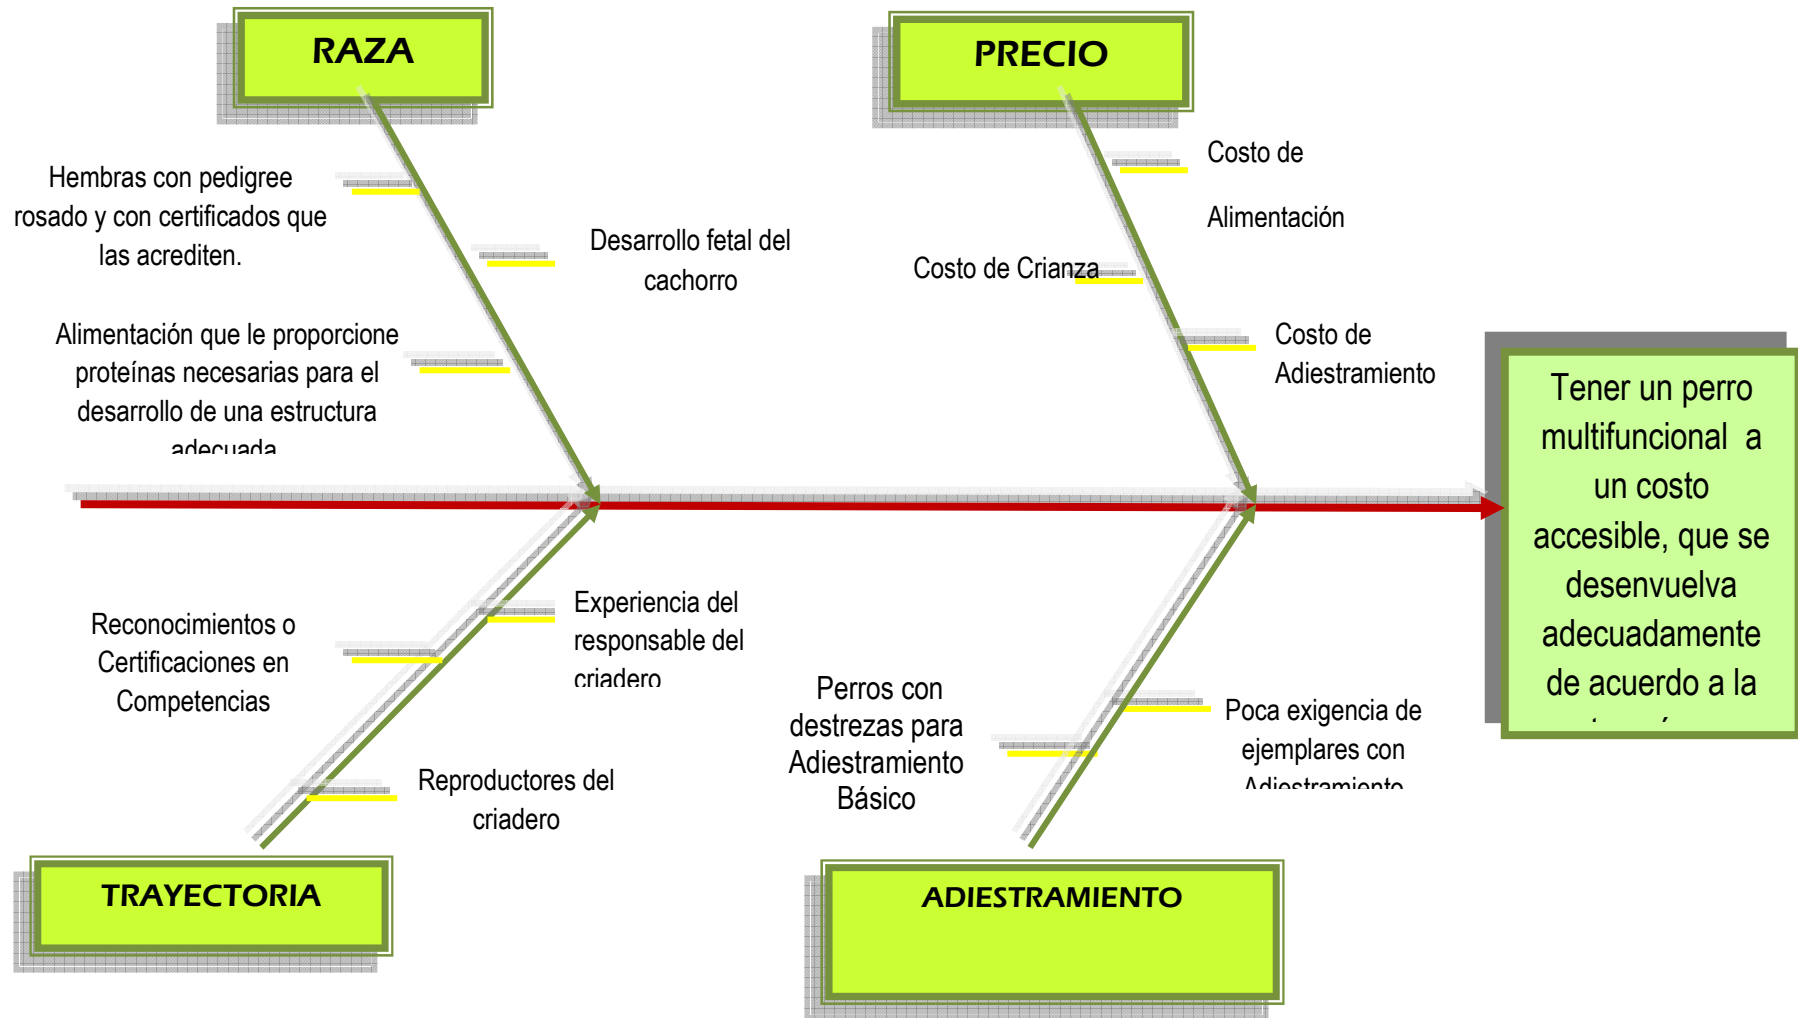 RAZA
PRECIO
Hembras con pedigree
rosado y con certificados que
las acrediten.
Desarrollo fetal del
cachorro
Alimentación que le proporcione
proteínas necesarias para el
desarrollo de una estructura
adecuada
Costo de
Alimentación
Costo de Crianza
Costo de
Adiestramiento
Tener un perro
multifuncional a
un costo
accesible, que se
desenvuelva
adecuadamente
de acuerdo a la
Reconocimientos o
Certificaciones en
Competencias
Experiencia del
responsable del
criadero
Reproductores del
criadero
Perros con
destrezas para
Adiestramiento
Básico
Poca exigencia de
ejemplares con
Adiestramiento
TRAYECTORIA
ADIESTRAMIENTO